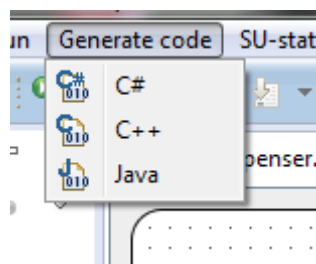 un Generate code SU-stat
C#
C++
penser.
Java